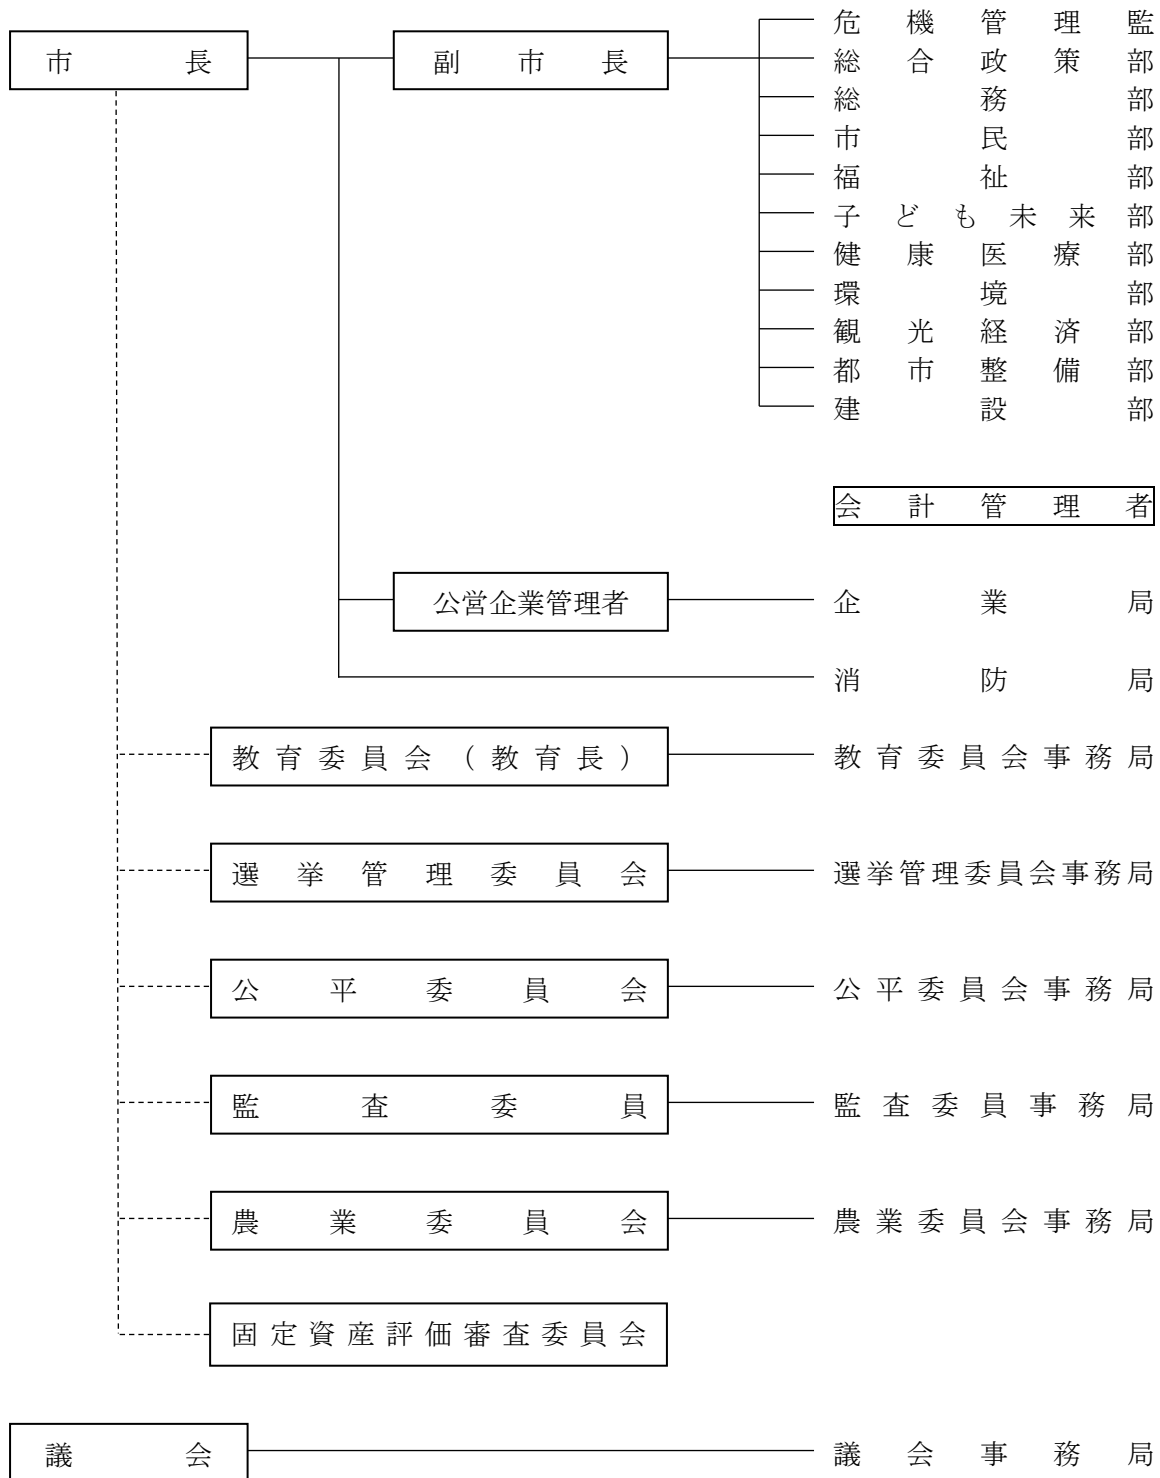 危機管理監
市長
副市長
総合政策部
総務部
市民部
福祉部
子ども未来部
健康医療部
環境部
観光経済部
都市整備部
建設部
会計管理者
公営企業管理者
企業局
消防局
教育委員会(教育長)
教育委員会事務局
選挙管理委員会
選挙管理委員会事務局
公平委員会
公平委員会事務局
監査委員
監査委員事務局
農業委員会
農業委員会事務局
固定資産評価審査委員会
議会
議会事務局